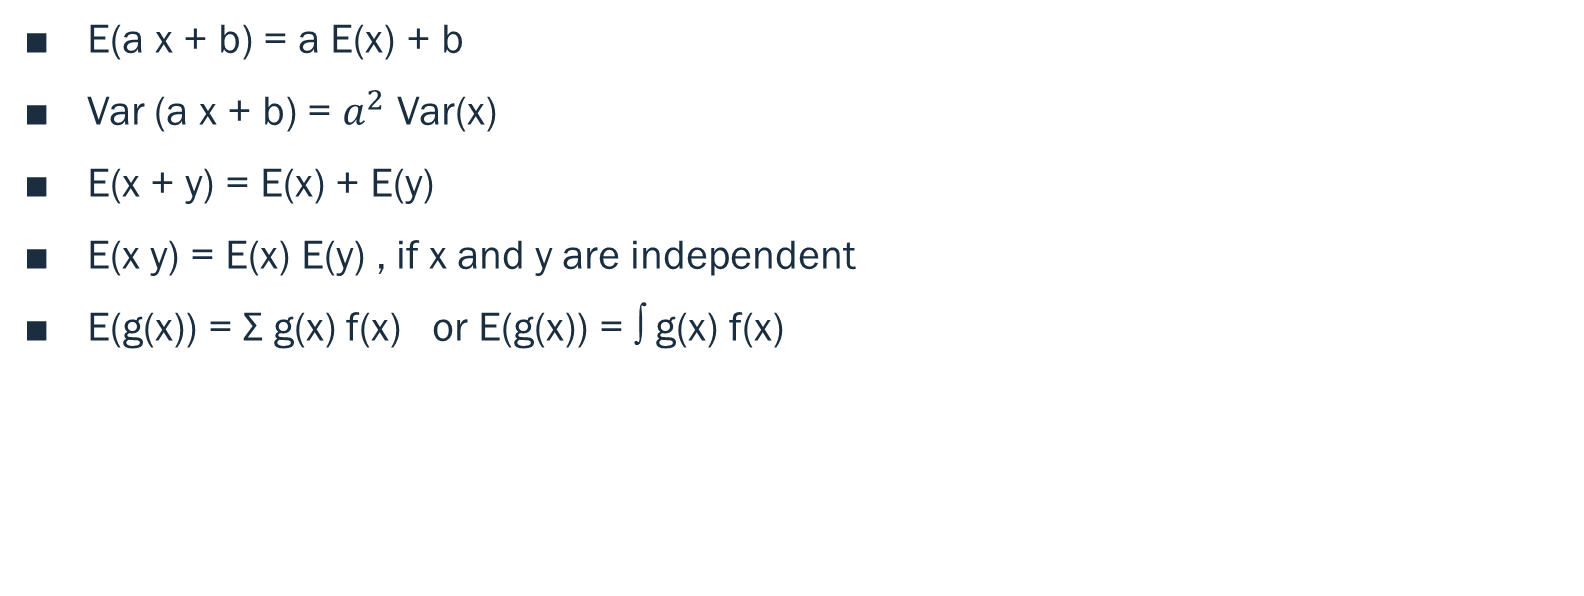 ▪ E(a x + b) = a E(x) + b
▪ Var (a x + b) = a² Var(x)
▪ E(x + y) = E(x) + E(y)
▪ E(x y) = E(x) E(y) , if x and y are independent
▪ E(g(x)) = Σ g(x) f(x) or E(g(x)) = ∫ g(x) f(x)